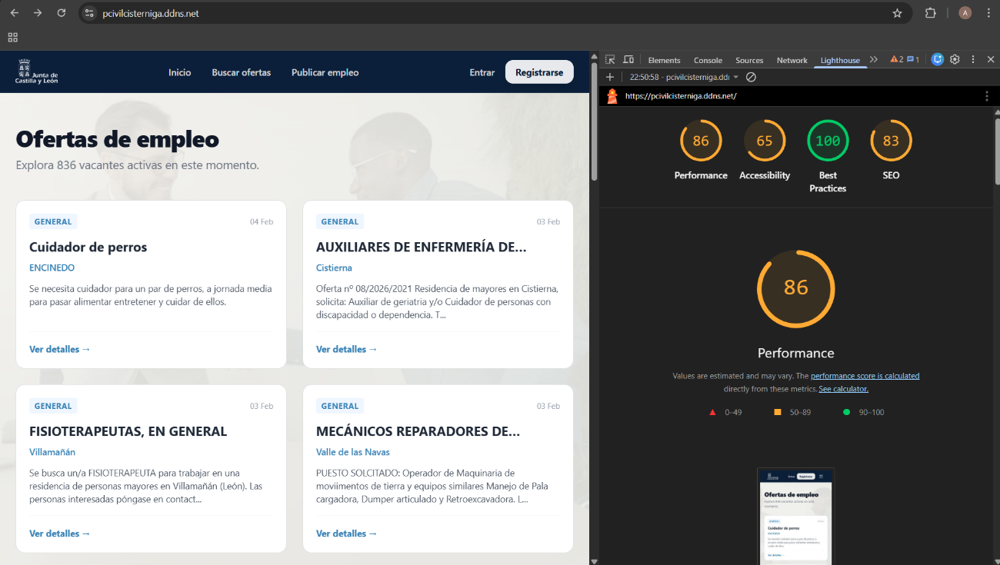 pcivilcisterniga.ddns.net
A
Junta de
Castilla y León
Inicio
Buscar ofertas
Publicar empleo
Entrar
Registrarse
Ofertas de empleo
Explora 836 vacantes activas en este momento.
GENERAL
04 Feb
Cuidador de perros
ENCINEDO
Se necesita cuidador para un par de perros, a jornada media
para pasar alimentar entretener y cuidar de ellos.
Ver detalles →
GENERAL
03 Feb
AUXILIARES DE ENFERMERÍA DE...
Cistierna
Oferta nº 08/2026/2021 Residencia de mayores en Cistierna,
solicita: Auxiliar de geriatria y/o Cuidador de personas con
discapacidad o dependencia. T...
Ver detalles →
GENERAL
03 Feb
FISIOTERAPEUTAS, EN GENERAL
Villamañán
Se busca un/a FISIOTERAPEUTA para trabajar en una
residencia de personas mayores en Villamañán (León). Las
personas interesadas póngase en contact...
Ver detalles →
GENERAL
03 Feb
MECÁNICOS REPARADORES DE...
Valle de las Navas
PUESTO SOLCITADO: Operador de Maquinaria de
moviimentos de tierra y equipos similares Manejo de Pala
cargadora, Dumper articulado y Retroexcavadora. L...
Ver detalles →
Elements
Console
Sources
Network
Lighthouse
2
1
22:50:58 - pcivilcisterniga.ddi
https://pcivilcisterniga.ddns.net/
86
Performance
65
Accessibility
100
Best
Practices
83
SEO
86
Performance
Values are estimated and may vary. The performance score is calculated
directly from these metrics. See calculator.
0–49
50–89
90–100
Ofertas de empleo
Cuidador de perros